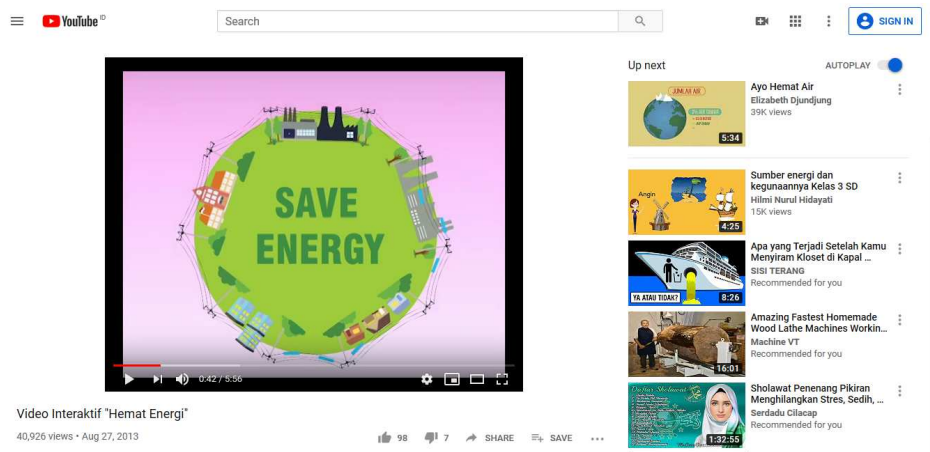 YouTube ID
Search
SIGN IN
SAVE
ENERGY
0:42 / 5:56
Video Interaktif "Hemat Energi"
40,926 views • Aug 27, 2013
98
7
SHARE
SAVE
Up next
AUTOPLAY
JUMLAH AIR
5:34
Ayo Hemat Air
Elizabeth Djundjung
39K views
Angin
4:25
Sumber energi dan
kegunaannya Kelas 3 SD
Hilmi Nurul Hidayati
15K views
YA ATAU TIDAK?
8:26
Apa yang Terjadi Setelah Kamu
Menyiram Kloset di Kapal ...
SISI TERANG
Recommended for you
16:01
Amazing Fastest Homemade
Wood Lathe Machines Workin...
Machine VT
Recommended for you
Daftar Sholawat
1:32:55
Sholawat Penenang Pikiran
Menghilangkan Stres, Sedih, ...
Serdadu Cilacap
Recommended for you